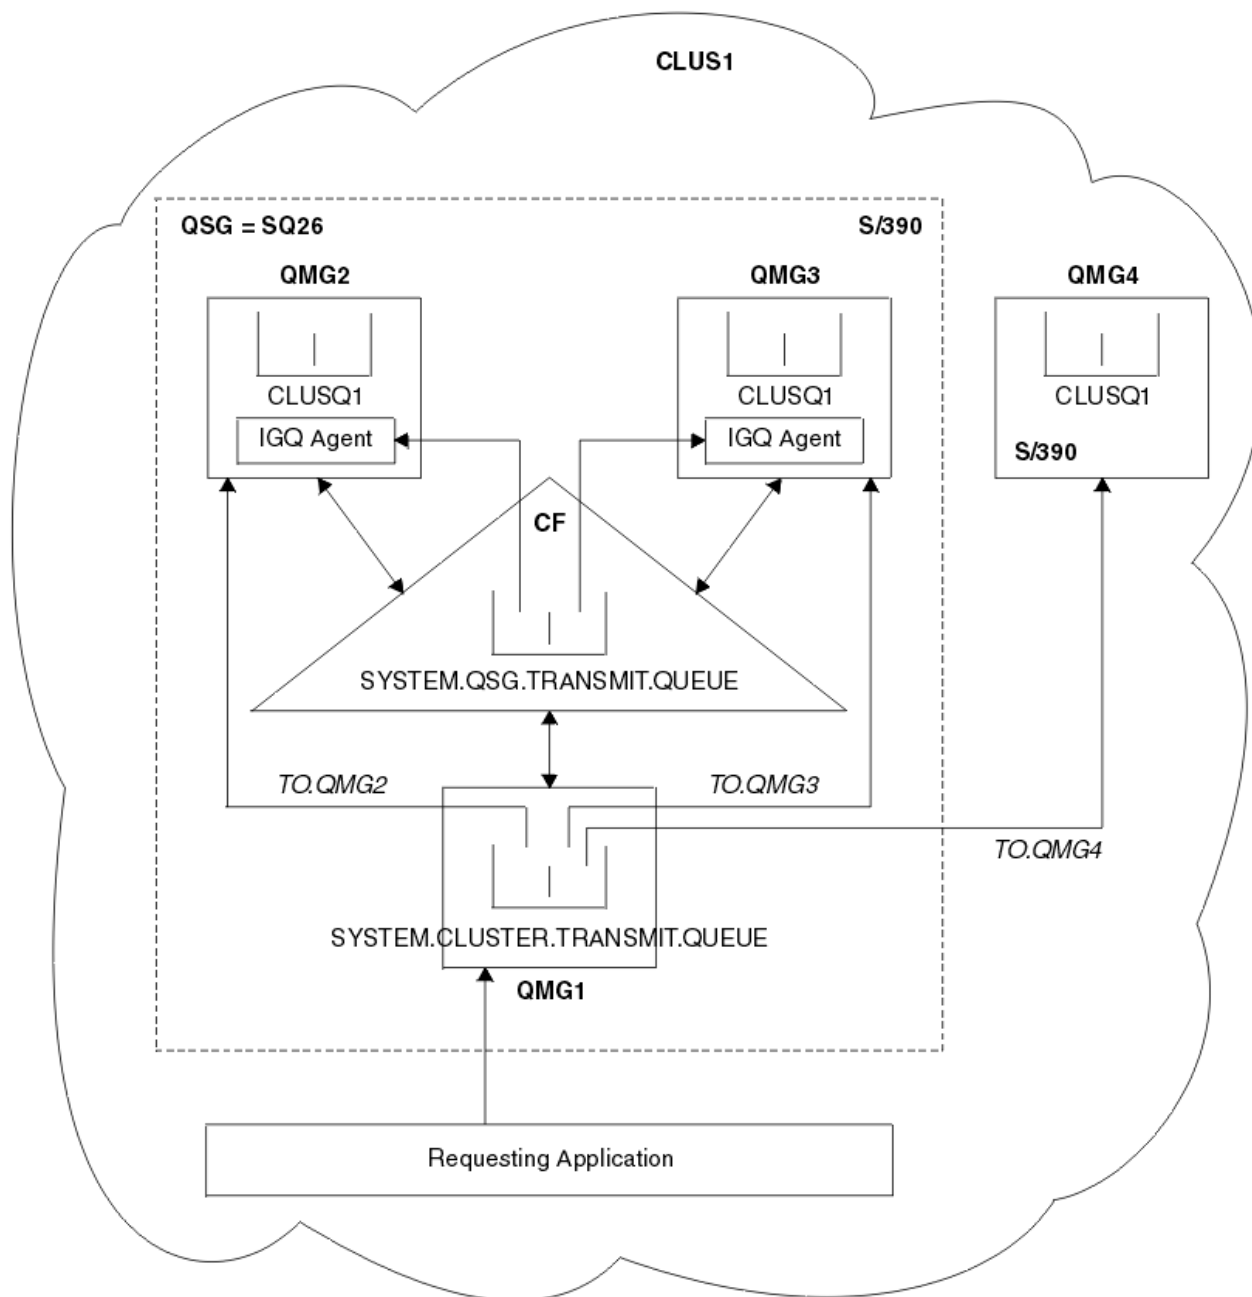 CLUS1
QSG = SQ26
S/390
QMG2
QMG3
QMG4
CLUSQ1
CLUSQ1
CLUSQ1
IGQ Agent
IGQ Agent
S/390
CF
SYSTEM.QSG.TRANSMIT.QUEUE
TO.QMG2
TO.QMG3
TO.QMG4
SYSTEM.CLUSTER.TRANSMIT.QUEUE
QMG1
Requesting Application